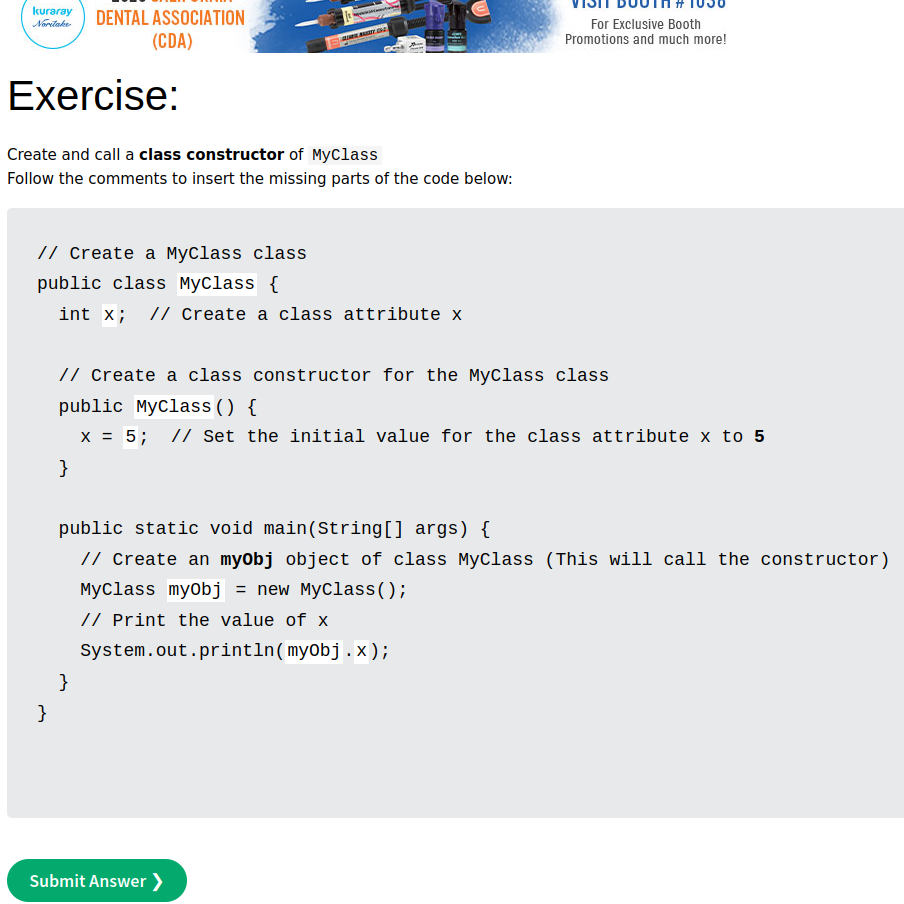 kuraray
Noritake
DENTAL ASSOCIATION
(CDA)
VISIT BOOTH #1036
For Exclusive Booth
Promotions and much more!
Exercise:
Create and call a class constructor of MyClass
Follow the comments to insert the missing parts of the code below:
// Create a MyClass class
public class MyClass {
int x;  // Create a class attribute x
// Create a class constructor for the MyClass class
public MyClass() {
x = 5;  // Set the initial value for the class attribute x to 5
}
public static void main(String[] args) {
// Create an myObj object of class MyClass (This will call the constructor)
MyClass myObj = new MyClass();
// Print the value of x
System.out.println(myObj.x);
}
}
Submit Answer ❯